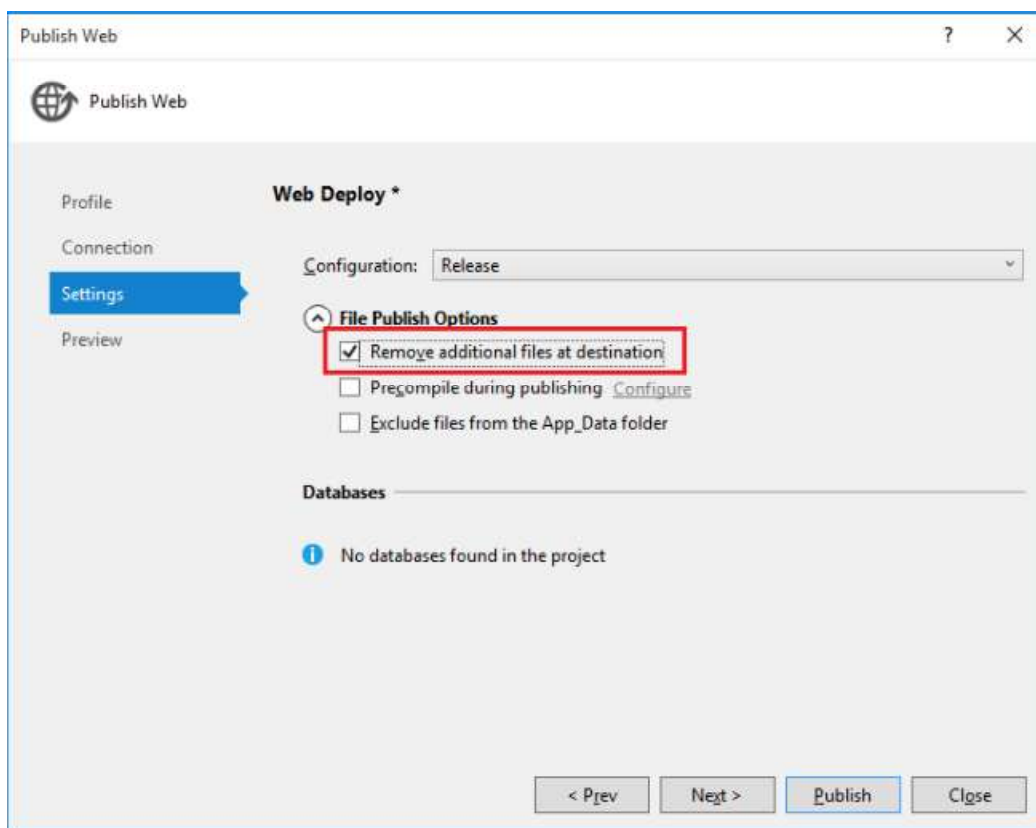 Publish Web
?
Publish Web
Profile
Connection
Settings
Preview
Web Deploy *
Configuration: Release
File Publish Options
Remove additional files at destination
Precompile during publishing Configure
Exclude files from the App_Data folder
Databases
No databases found in the project
< Prev Next > Publish Close